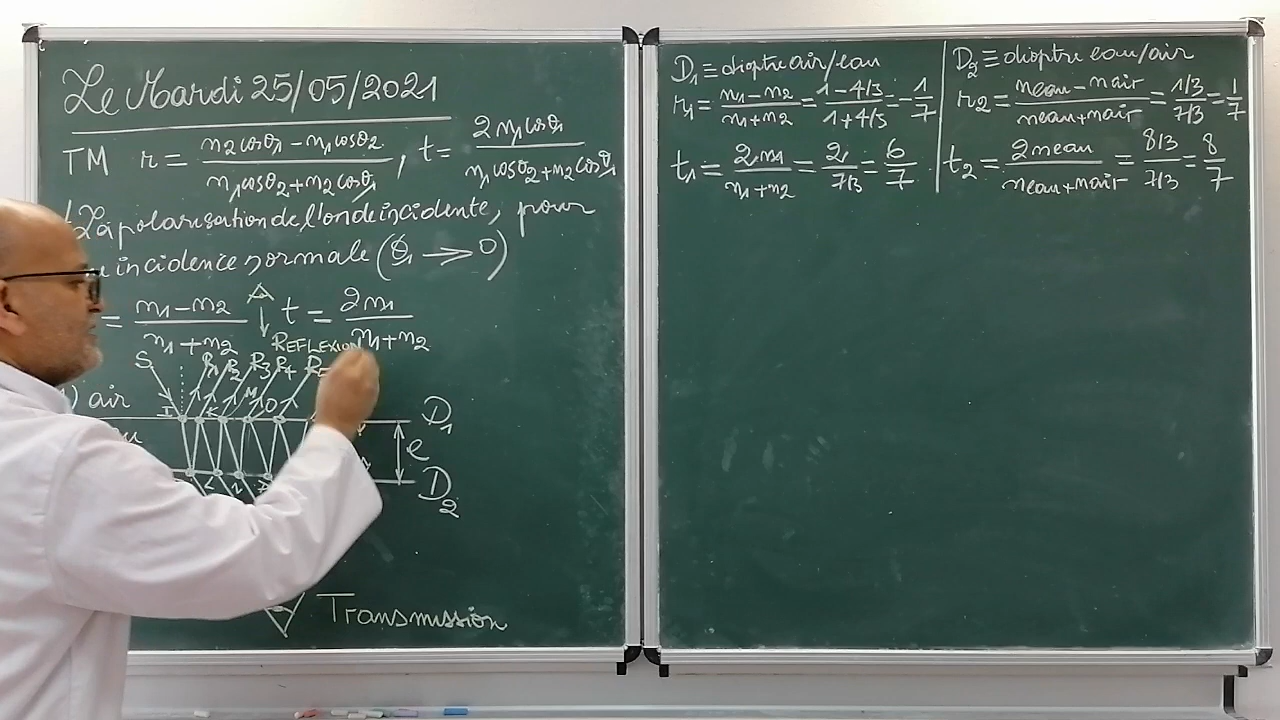 Le Mardi 25/05/2021
TM r = (n2cosθ1 - n1cosθ2)/(n1cosθ2+n2cosθ1), t = 2n1cosθ1/(n1cosθ2+n2cosθ1)
La polarisation de l'onde incidente, pour
incidence normale (θ1 → 0)
= (n1-n2)/(n1+n2) t = 2n1/(n1+n2)
REFLEXION
S R1 R2 R3 R4 R
) air I K M O D1
e
L N D2
Transmission
D1 ≡ dioptre air/eau
r1 = (n1-n2)/(n1+n2) = (1-4/3)/(1+4/3) = -1/7
t1 = 2n1/(n1+n2) = 2/(7/3) = 6/7
D2 ≡ dioptre eau/air
r2 = (neau-nair)/(neau+nair) = (1/3)/(7/3) = 1/7
t2 = 2neau/(neau+nair) = (8/3)/(7/3) = 8/7